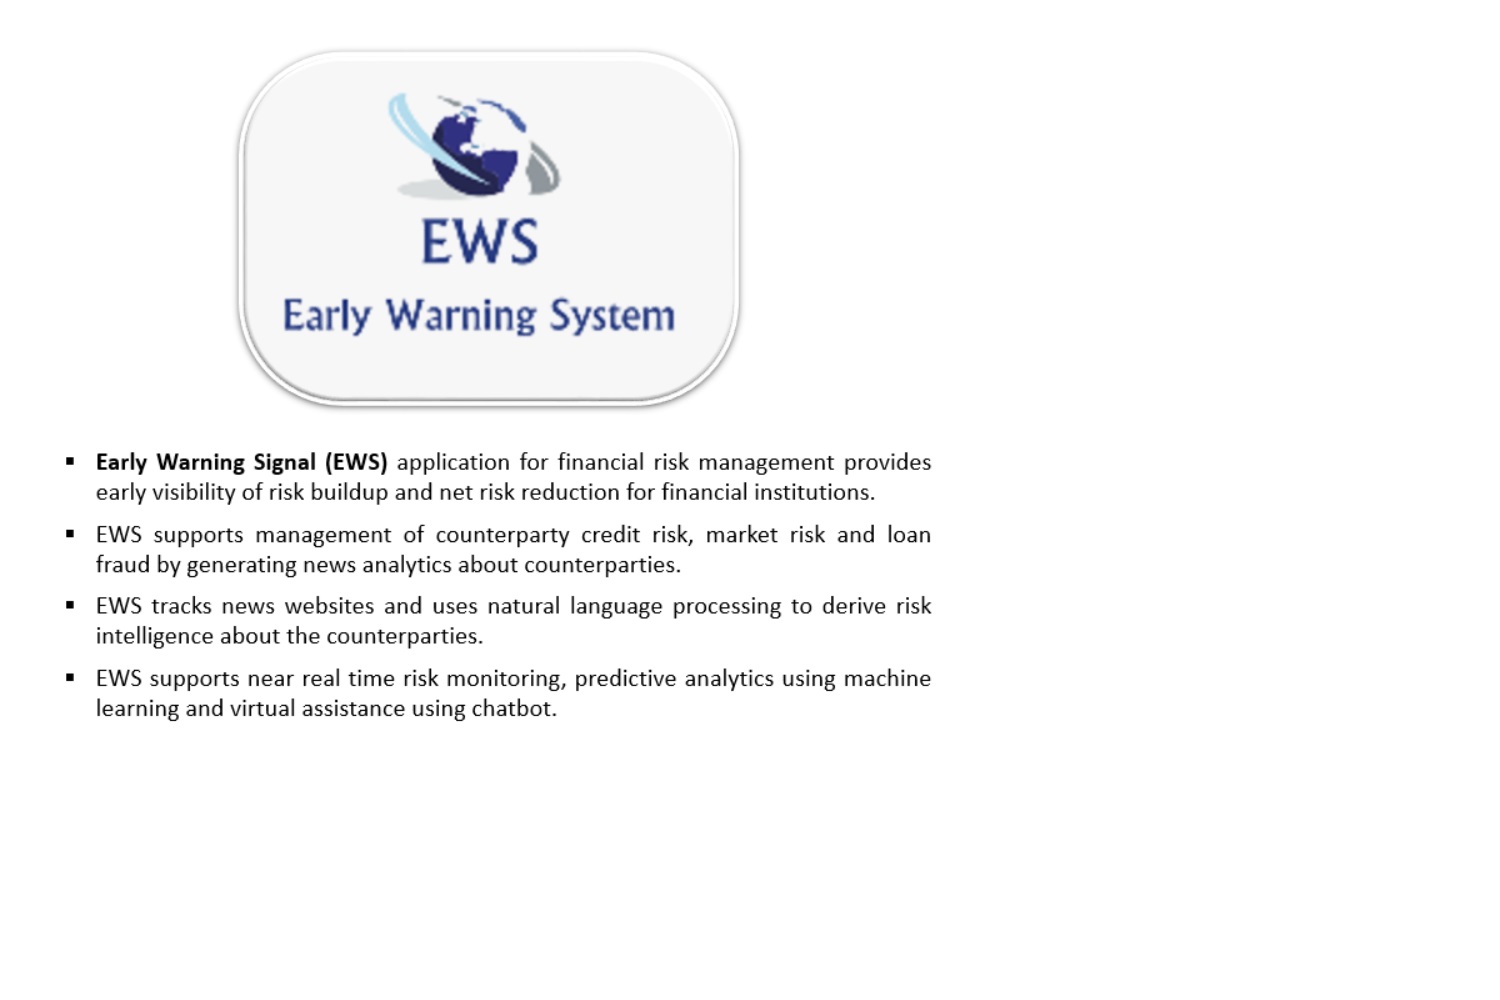 EWS
Early Warning System
▪ Early Warning Signal (EWS) application for financial risk management provides
early visibility of risk buildup and net risk reduction for financial institutions.
▪ EWS supports management of counterparty credit risk, market risk and loan
fraud by generating news analytics about counterparties.
▪ EWS tracks news websites and uses natural language processing to derive risk
intelligence about the counterparties.
▪ EWS supports near real time risk monitoring, predictive analytics using machine
learning and virtual assistance using chatbot.